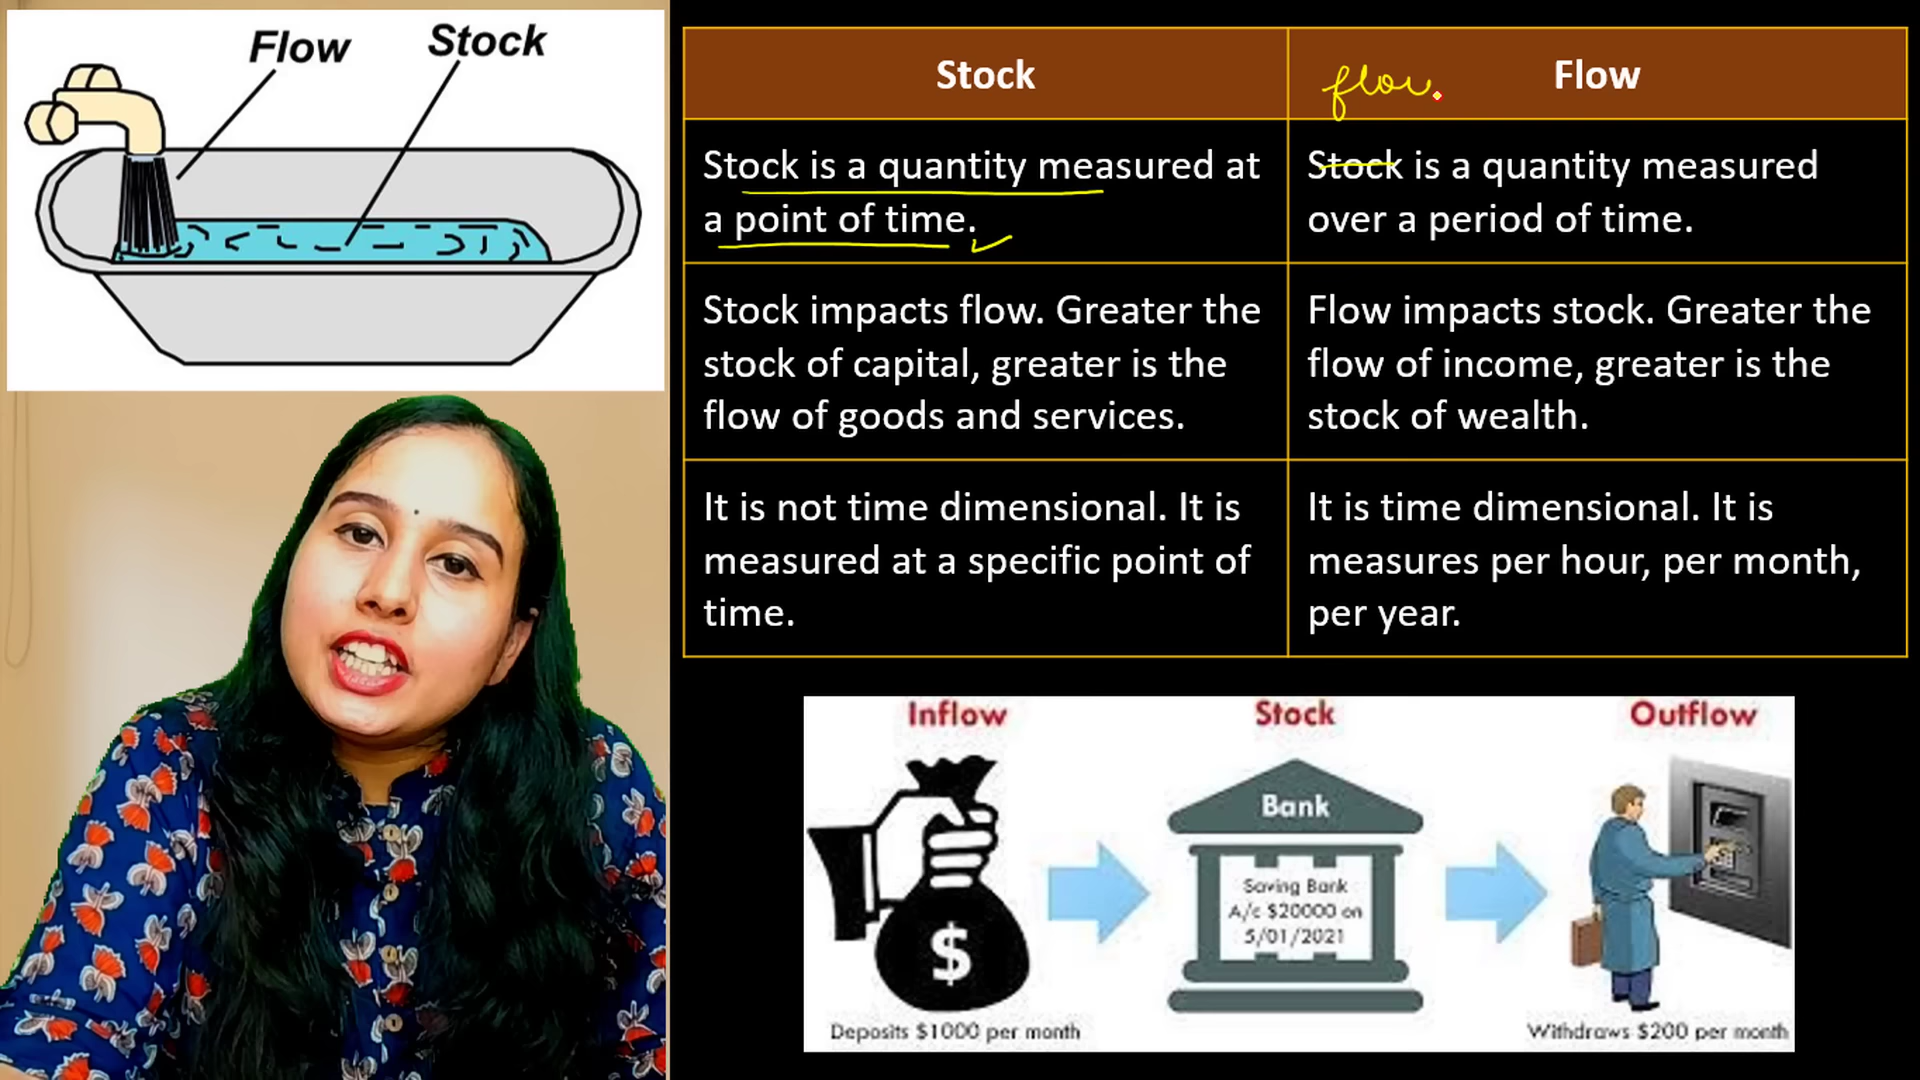 Flow Stock
Stock
flow.
Flow
Stock is a quantity measured at
a point of time.
Stock is a quantity measured
over a period of time.
Stock impacts flow. Greater the
stock of capital, greater is the
flow of goods and services.
Flow impacts stock. Greater the
flow of income, greater is the
stock of wealth.
It is not time dimensional. It is
measured at a specific point of
time.
It is time dimensional. It is
measures per hour, per month,
per year.
Inflow
Stock
Outflow
Bank
Saving Bank
A/c $20000 on
5/01/2021
$
Deposits $1000 per month
Withdraws $200 per month